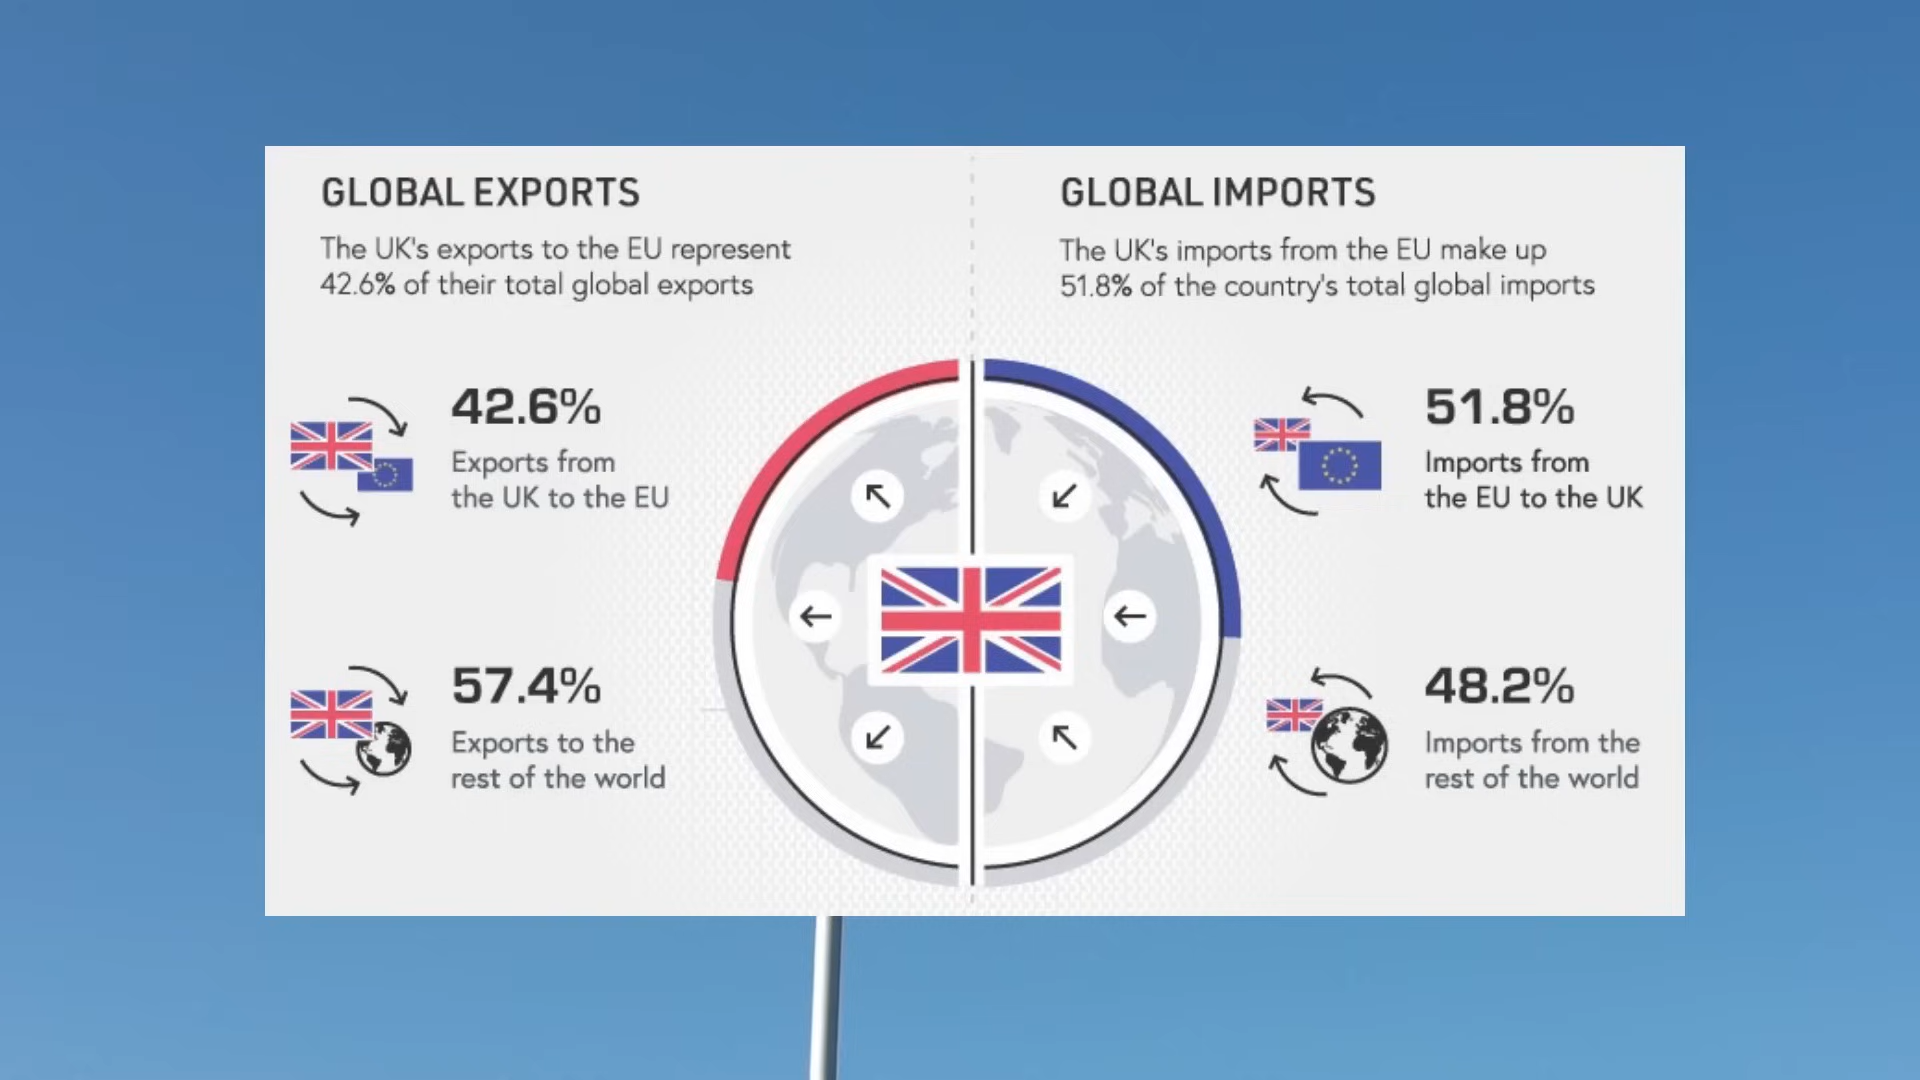 GLOBAL EXPORTS
The UK's exports to the EU represent
42.6% of their total global exports
42.6%
Exports from
the UK to the EU
57.4%
Exports to the
rest of the world
GLOBAL IMPORTS
The UK's imports from the EU make up
51.8% of the country's total global imports
51.8%
Imports from
the EU to the UK
48.2%
Imports from the
rest of the world